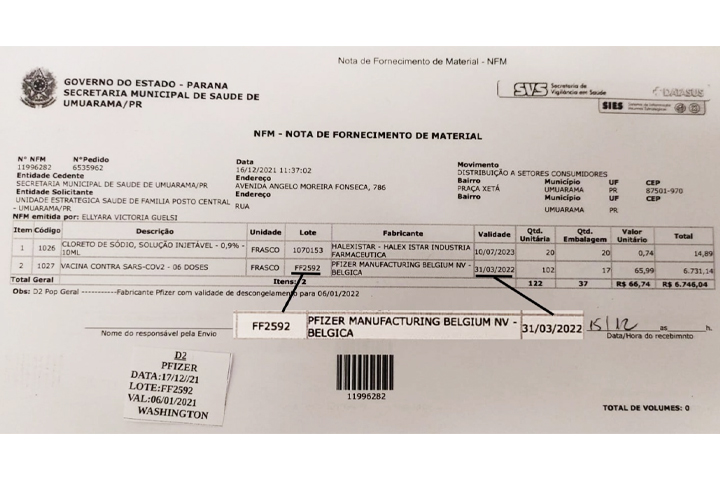 Nota de Fornecimento de Material - NFM
GOVERNO DO ESTADO - PARANA
SECRETARIA MUNICIPAL DE SAUDE DE
UMUARAMA/PR
SVS Secretaria de
Vigilância em Saúde
DATASUS
SIES
NFM - NOTA DE FORNECIMENTO DE MATERIAL
N° NFM N°Pedido Data Movimento
11996282 6535962 16/12/2021 11:37:02 DISTRIBUIÇÃO A SETORES CONSUMIDORES
Entidade Cedente Endereço Bairro Município UF CEP
SECRETARIA MUNICIPAL DE SAUDE DE UMUARAMA/PR AVENIDA ANGELO MOREIRA FONSECA, 786 PRAÇA XETÁ UMUARAMA PR 87501-970
Entidade Solicitante Endereço Bairro Município UF CEP
UNIDADE ESTRATEGICA SAUDE DE FAMILIA POSTO CENTRAL RUA UMUARAMA PR
- UMUARAMA/PR
NFM emitida por: ELLYARA VICTORIA GUELSI
Item Código Descrição Unidade Lote Fabricante Validade Qtd. Unitária Qtd. Embalagem Valor Unitário Total
1 1026 CLORETO DE SÓDIO, SOLUÇÃO INJETÁVEL - 0,9% - 10ML FRASCO 1070153 HALEXISTAR - HALEX ISTAR INDUSTRIA FARMACEUTICA 10/07/2023 20 20 0,74 14,89
2 1027 VACINA CONTRA SARS-COV2 - 06 DOSES FRASCO FF2592 PFIZER MANUFACTURING BELGIUM NV - BELGICA 31/03/2022 102 17 65,99 6.731,14
Total Geral Itens: 2 122 37 R$ 66,74 R$ 6.746,04
Obs: D2 Pop Geral ----------Fabricante Pfizer com validade de descongelamento para 06/01/2022
FF2592 PFIZER MANUFACTURING BELGIUM NV - BELGICA 31/03/2022
15/12 as h.
Nome do responsável pela Envio
Data/Hora do recebimnto
D2
PFIZER
DATA:17/12//21
LOTE:FF2592
VAL:06/01/2021
WASHINGTON
11996282
TOTAL DE VOLUMES: 0